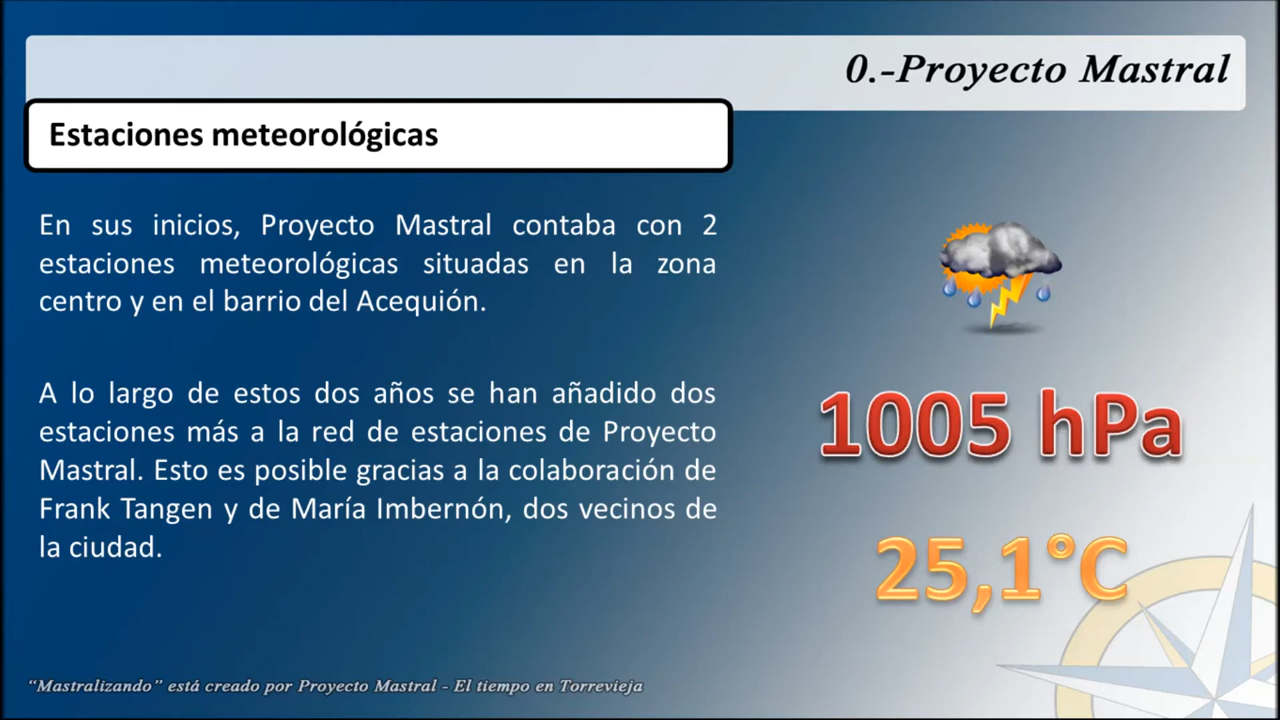 0.-Proyecto Mastral
Estaciones meteorológicas
En sus inicios, Proyecto Mastral contaba con 2
estaciones meteorológicas situadas en la zona
centro y en el barrio del Acequión.
A lo largo de estos dos años se han añadido dos
estaciones más a la red de estaciones de Proyecto
Mastral. Esto es posible gracias a la colaboración de
Frank Tangen y de María Imbernón, dos vecinos de
la ciudad.
1005 hPa
25,1°C
“Mastralizando” está creado por Proyecto Mastral - El tiempo en Torrevieja